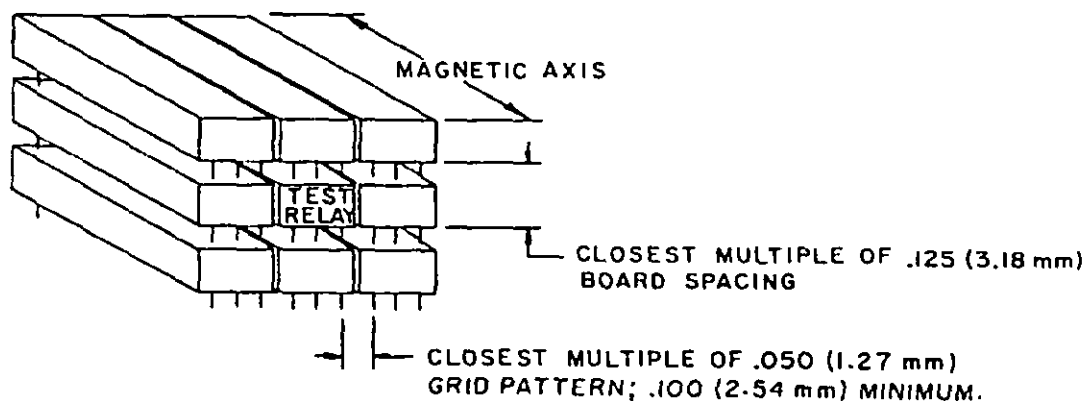 MAGNETIC AXIS
TEST
RELAY
CLOSEST MULTIPLE OF .125 (3.18 mm)
BOARD SPACING
CLOSEST MULTIPLE OF .050 (1.27 mm)
GRID PATTERN; .100 (2.54 mm) MINIMUM.